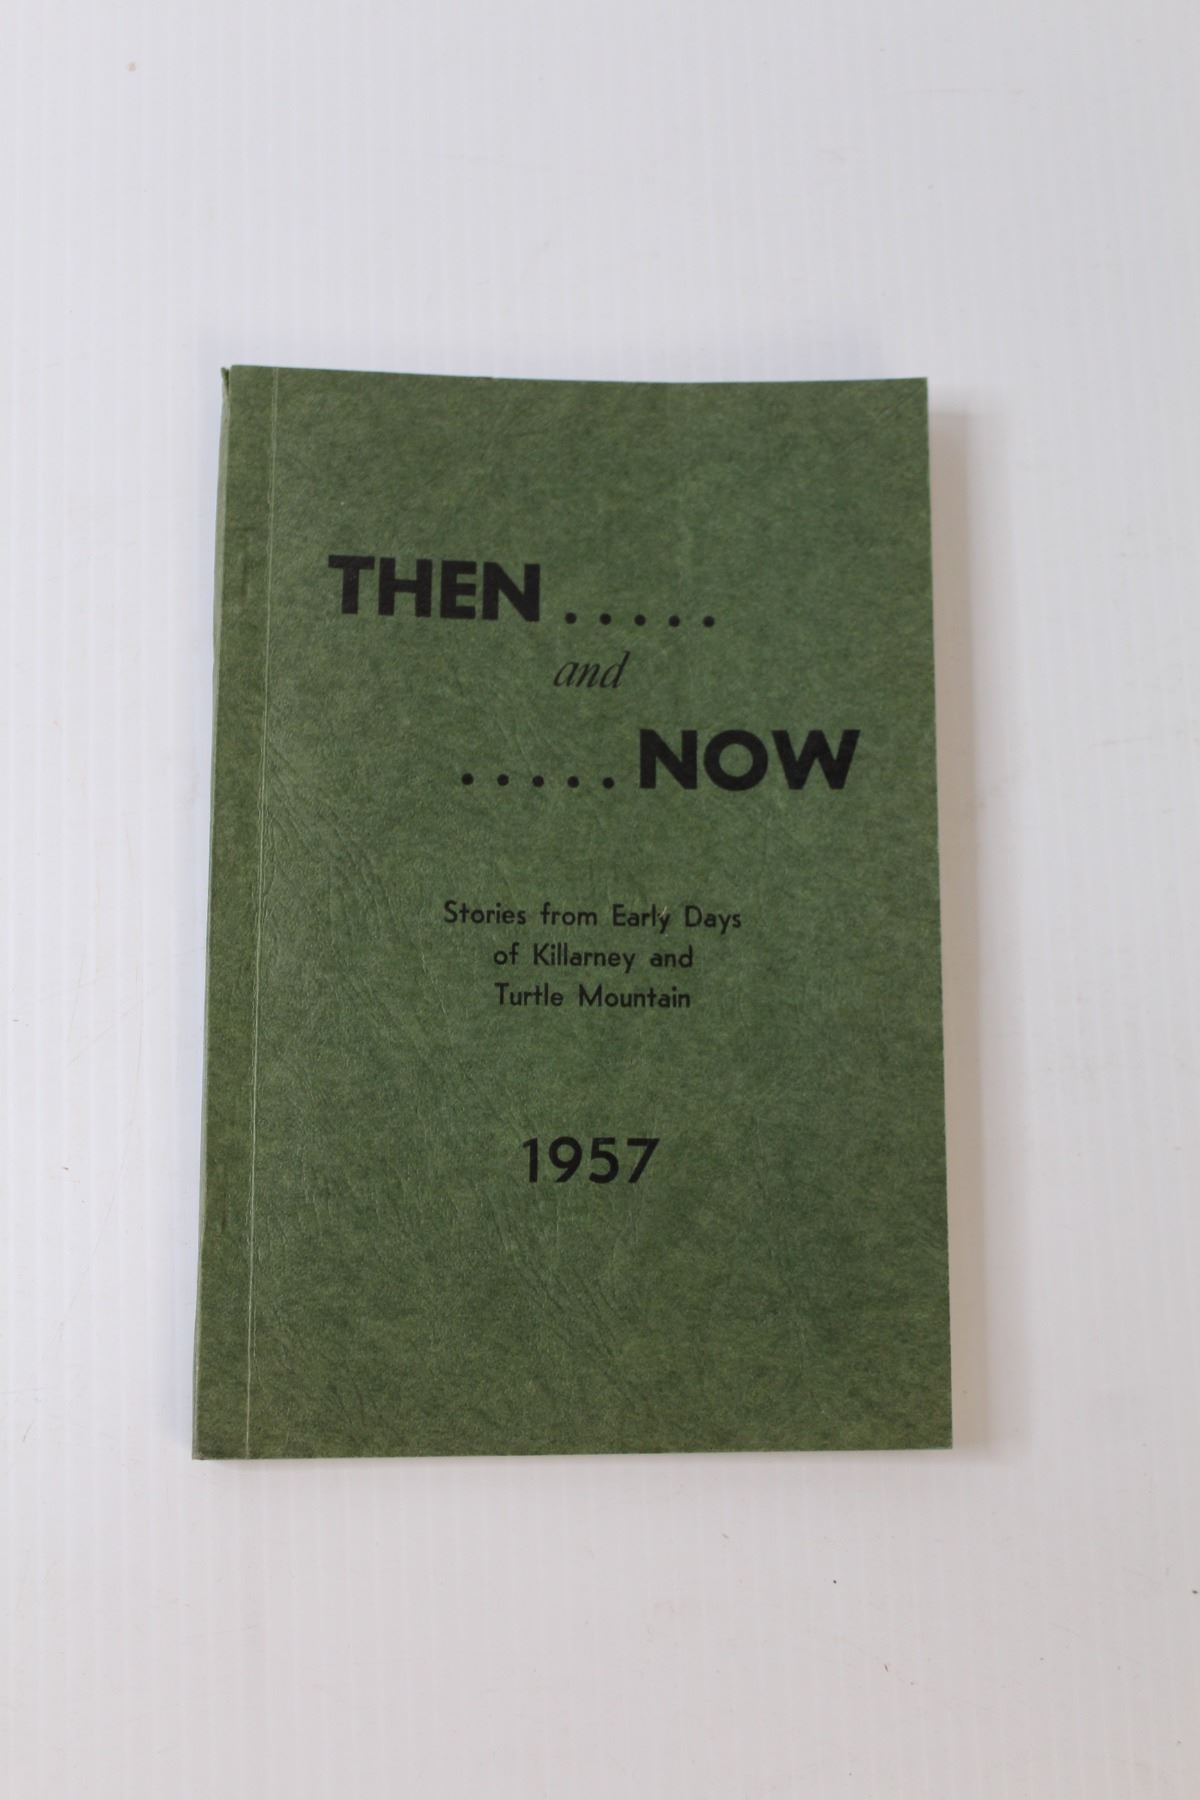 THEN . . . . .
and
. . . . . NOW
Stories from Early Days
of Killarney and
Turtle Mountain
1957